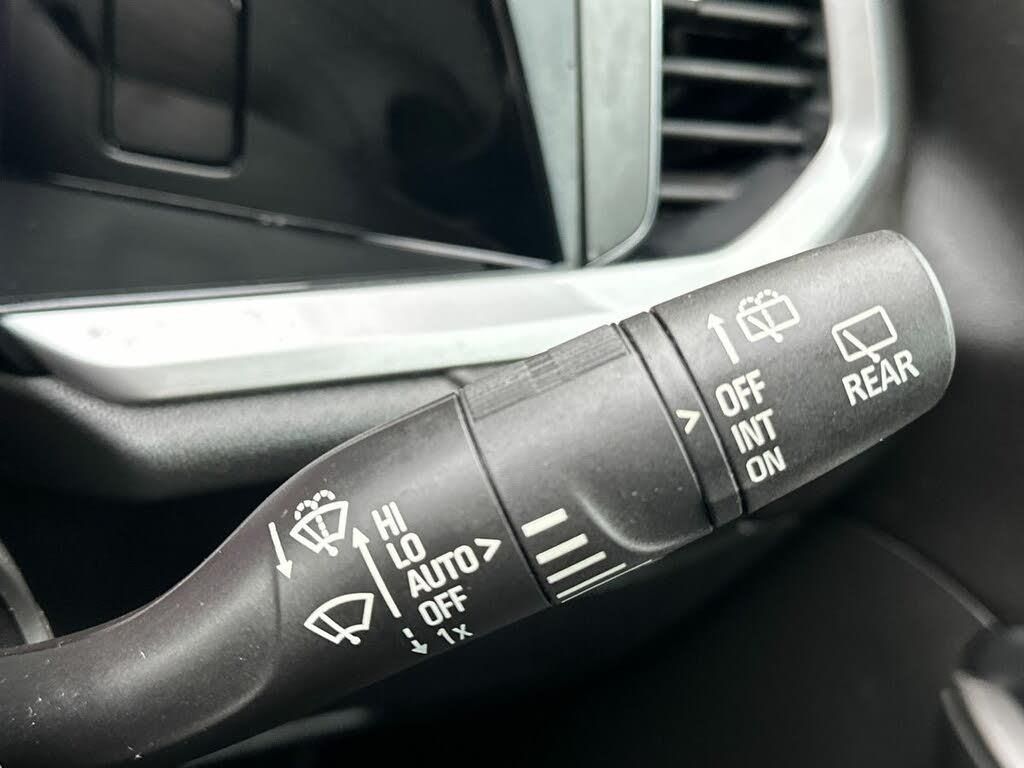 HI
LO
AUTO >
OFF
1x
>
OFF
INT
ON
REAR